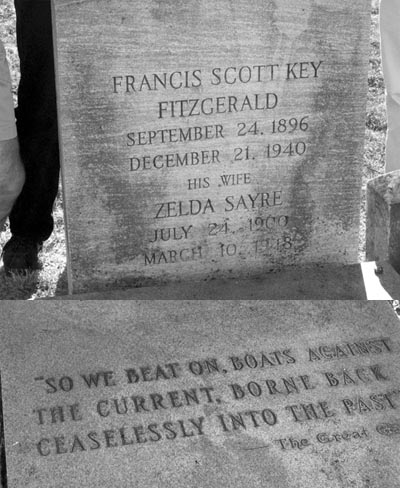 FRANCIS SCOTT KEY
FITZGERALD
SEPTEMBER 24, 1896
DECEMBER 21, 1940
HIS WIFE
ZELDA SAYRE
JULY 24, 1900
MARCH 10,
"SO WE BEAT ON, BOATS AGAINST
THE CURRENT, BORNE BACK
CEASELESSLY INTO THE PAST"
— The Great